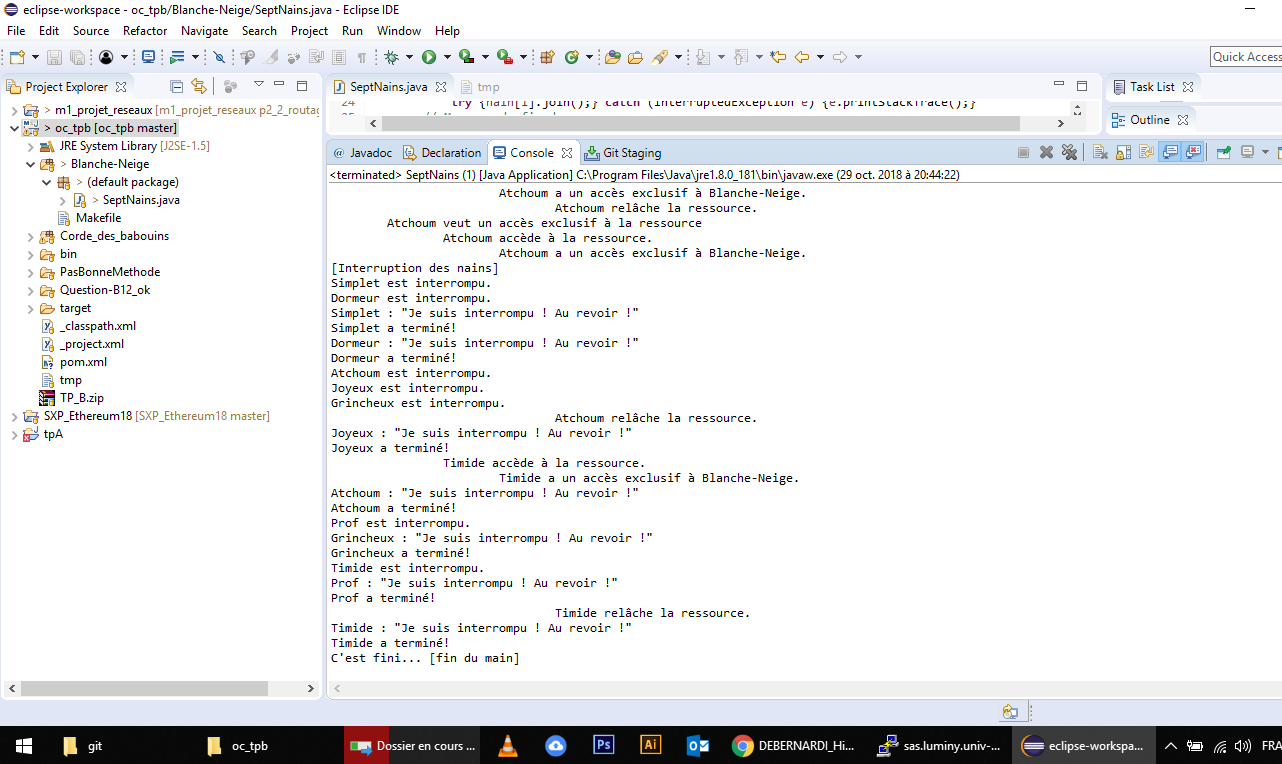 eclipse-workspace - oc_tpb/Blanche-Neige/SeptNains.java - Eclipse IDE
File Edit Source Refactor Navigate Search Project Run Window Help
Quick Access
Project Explorer
> m1_projet_reseaux [m1_projet_reseaux p2_2_routag
> oc_tpb [oc_tpb master]
JRE System Library [J2SE-1.5]
> Blanche-Neige
> (default package)
> SeptNains.java
Makefile
Corde_des_babouins
bin
PasBonneMethode
Question-B12_ok
target
_classpath.xml
_project.xml
pom.xml
tmp
TP_B.zip
SXP_Ethereum18 [SXP_Ethereum18 master]
tpA
SeptNains.java
tmp
24 try {nain[i].join();} catch (InterruptedException e) {e.printStackTrace();}
Task List
Outline
@ Javadoc Declaration Console Git Staging
<terminated> SeptNains (1) [Java Application] C:\Program Files\Java\jre1.8.0_181\bin\javaw.exe (29 oct. 2018 à 20:44:22)
Atchoum a un accès exclusif à Blanche-Neige.
Atchoum relâche la ressource.
Atchoum veut un accès exclusif à la ressource
Atchoum accède à la ressource.
Atchoum a un accès exclusif à Blanche-Neige.
[Interruption des nains]
Simplet est interrompu.
Dormeur est interrompu.
Simplet : "Je suis interrompu ! Au revoir !"
Simplet a terminé!
Dormeur : "Je suis interrompu ! Au revoir !"
Dormeur a terminé!
Atchoum est interrompu.
Joyeux est interrompu.
Grincheux est interrompu.
Atchoum relâche la ressource.
Joyeux : "Je suis interrompu ! Au revoir !"
Joyeux a terminé!
Timide accède à la ressource.
Timide a un accès exclusif à Blanche-Neige.
Atchoum : "Je suis interrompu ! Au revoir !"
Atchoum a terminé!
Prof est interrompu.
Grincheux : "Je suis interrompu ! Au revoir !"
Grincheux a terminé!
Timide est interrompu.
Prof : "Je suis interrompu ! Au revoir !"
Prof a terminé!
Timide relâche la ressource.
Timide : "Je suis interrompu ! Au revoir !"
Timide a terminé!
C'est fini... [fin du main]
git
oc_tpb
Dossier en cours ...
Ps
Ai
DEBERNARDI_Hi...
sas.luminy.univ-...
eclipse-workspa...
FRA